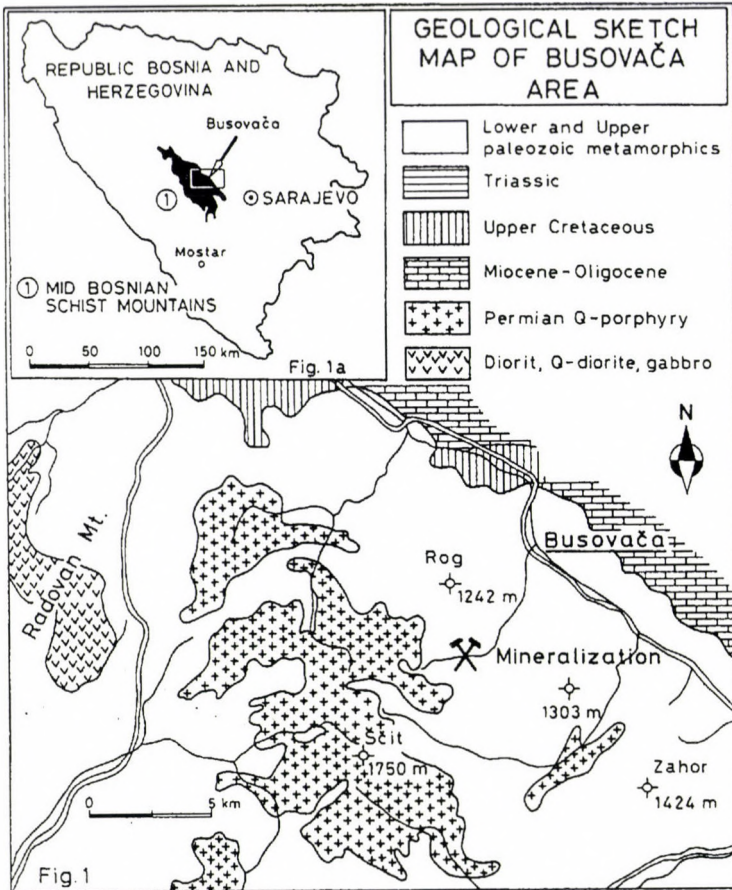 REPUBLIC BOSNIA AND
HERZEGOVINA
Busovača
①
SARAJEVO
Mostar
① MID BOSNIAN
SCHIST MOUNTAINS
0 50 100 150 km
Fig. 1a
GEOLOGICAL SKETCH
MAP OF BUSOVAČA
AREA
Lower and Upper
paleozoic metamorphics
Triassic
Upper Cretaceous
Miocene-Oligocene
Permian Q-porphyry
Diorit, Q-diorite, gabbro
N
Radovan Mt.
Busovača
Rog
1242 m
Mineralization
1303 m
Ščit
1750 m
Zahor
1424 m
0 5 km
Fig. 1